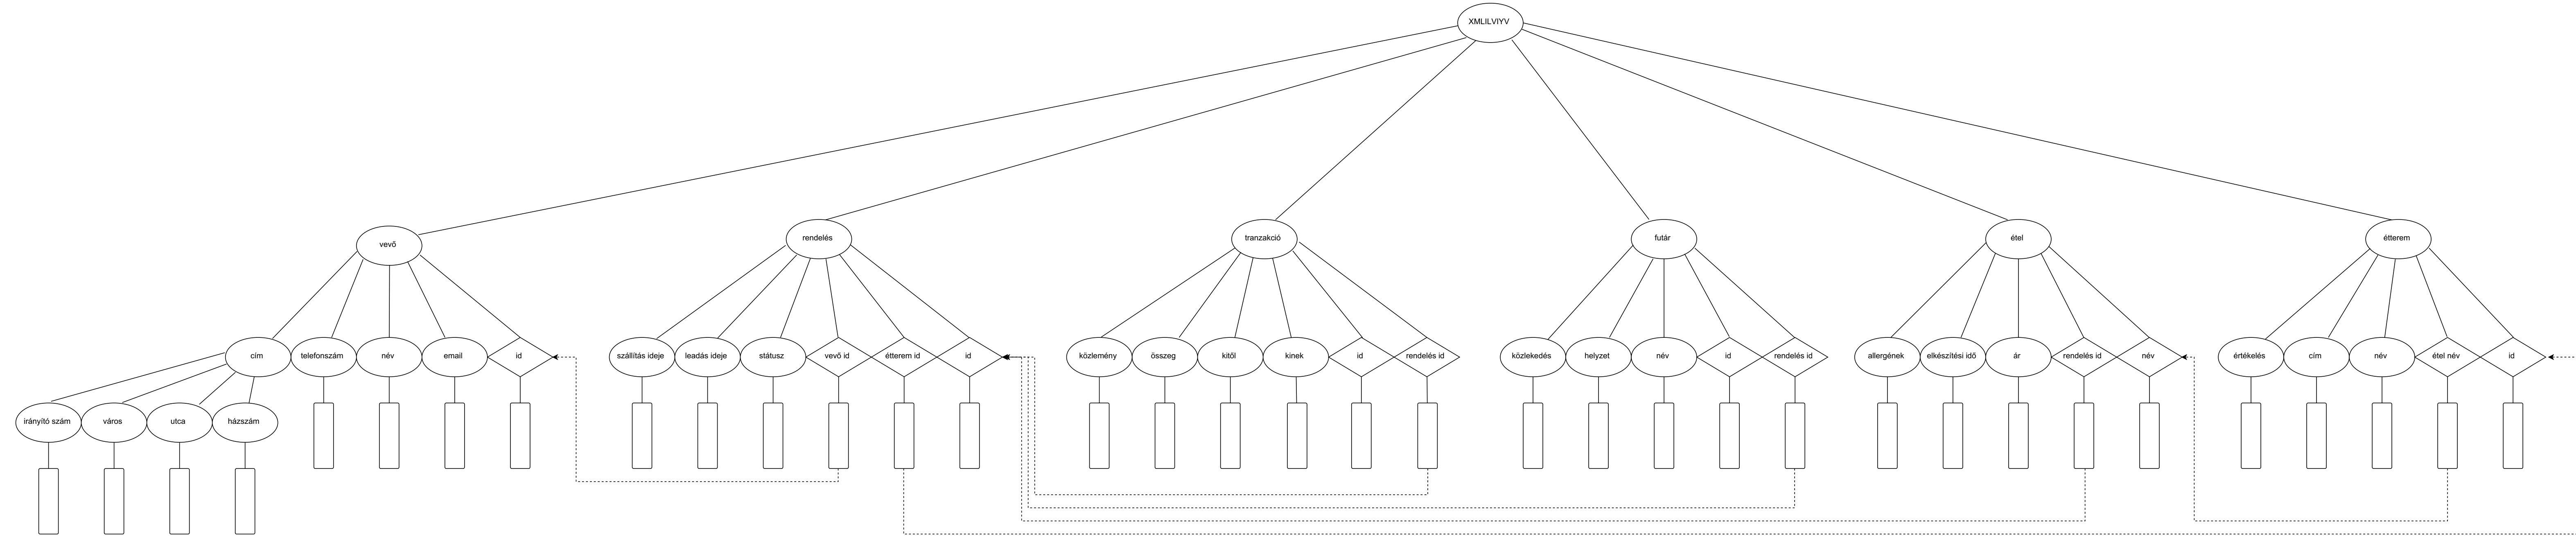 XMLILVIYV
vevő
rendelés
tranzakció
futár
étel
étterem
cím
telefonszám
név
email
id
szállítás ideje
leadás ideje
státusz
vevő id
étterem id
id
közlemény
összeg
kitől
kinek
id
rendelés id
közlekedés
helyzet
név
id
rendelés id
allergének
elkészítési idő
ár
rendelés id
név
értékelés
cím
név
étel név
id
irányító szám
város
utca
házszám